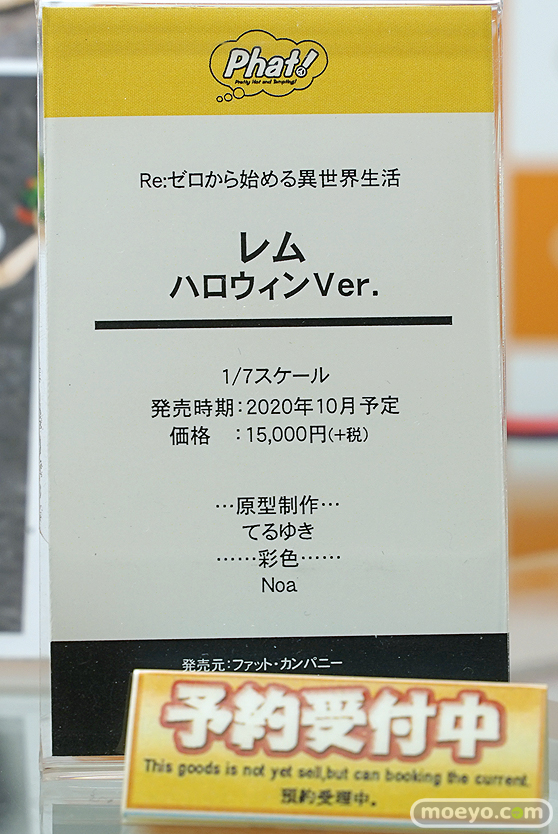 Phat!
Pretty Hot and Tempting!
Re:ゼロから始める異世界生活
レム
ハロウィンVer.
1/7スケール
発売時期:2020年10月予定
価格　:15,000円(+税)
…原型制作…
てるゆき
……彩色……
Noa
発売元:ファット・カンパニー
予約受付中
This goods is not yet sell,but can booking the current.
預約受理中.
moeyo.com